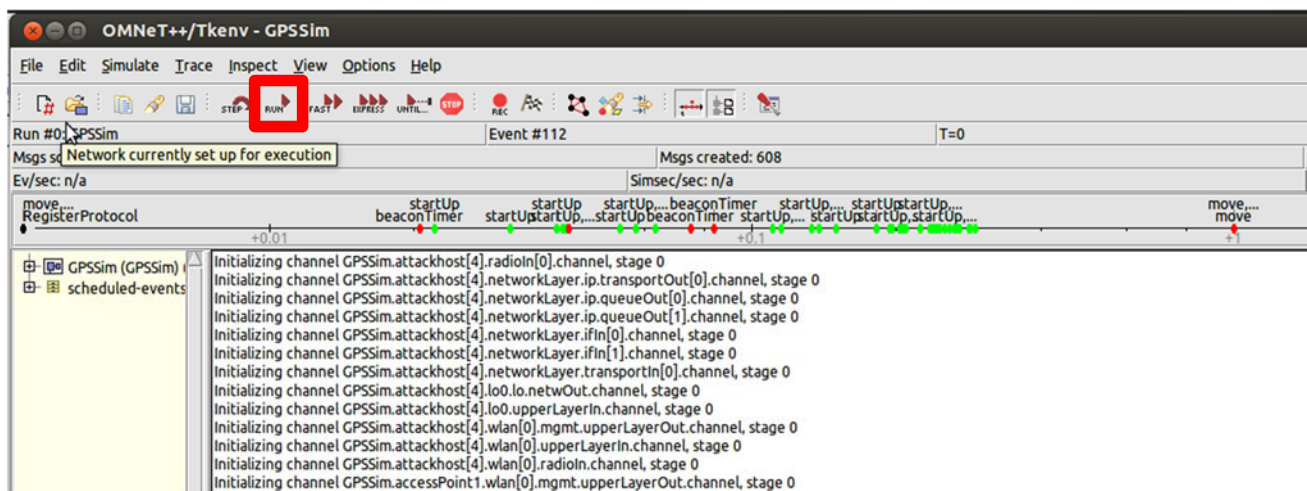 OMNeT++/Tkenv - GPSSim
File Edit Simulate Trace Inspect View Options Help
STEP RUN FAST EXPRESS UNTIL... STOP REC
Run #0: GPSSim Event #112 T=0
Msgs sc Network currently set up for execution Msgs created: 608
Ev/sec: n/a Simsec/sec: n/a
move,... startUp startUp startUp,...beaconTimer startUp,... startUpstartUp,... move,...
RegisterProtocol beaconTimer startUpstartUp,...startUpbeaconTimer startUp,... startUpstartUp,startUp,... move
+0.01 +0.1 +1
GPSSim (GPSSim)
scheduled-events
Initializing channel GPSSim.attackhost[4].radioIn[0].channel, stage 0
Initializing channel GPSSim.attackhost[4].networkLayer.ip.transportOut[0].channel, stage 0
Initializing channel GPSSim.attackhost[4].networkLayer.ip.queueOut[0].channel, stage 0
Initializing channel GPSSim.attackhost[4].networkLayer.ip.queueOut[1].channel, stage 0
Initializing channel GPSSim.attackhost[4].networkLayer.ifIn[0].channel, stage 0
Initializing channel GPSSim.attackhost[4].networkLayer.ifIn[1].channel, stage 0
Initializing channel GPSSim.attackhost[4].networkLayer.transportIn[0].channel, stage 0
Initializing channel GPSSim.attackhost[4].lo0.lo.netwOut.channel, stage 0
Initializing channel GPSSim.attackhost[4].lo0.upperLayerIn.channel, stage 0
Initializing channel GPSSim.attackhost[4].wlan[0].mgmt.upperLayerOut.channel, stage 0
Initializing channel GPSSim.attackhost[4].wlan[0].upperLayerIn.channel, stage 0
Initializing channel GPSSim.attackhost[4].wlan[0].radioIn.channel, stage 0
Initializing channel GPSSim.accessPoint1.wlan[0].mgmt.upperLayerOut.channel, stage 0